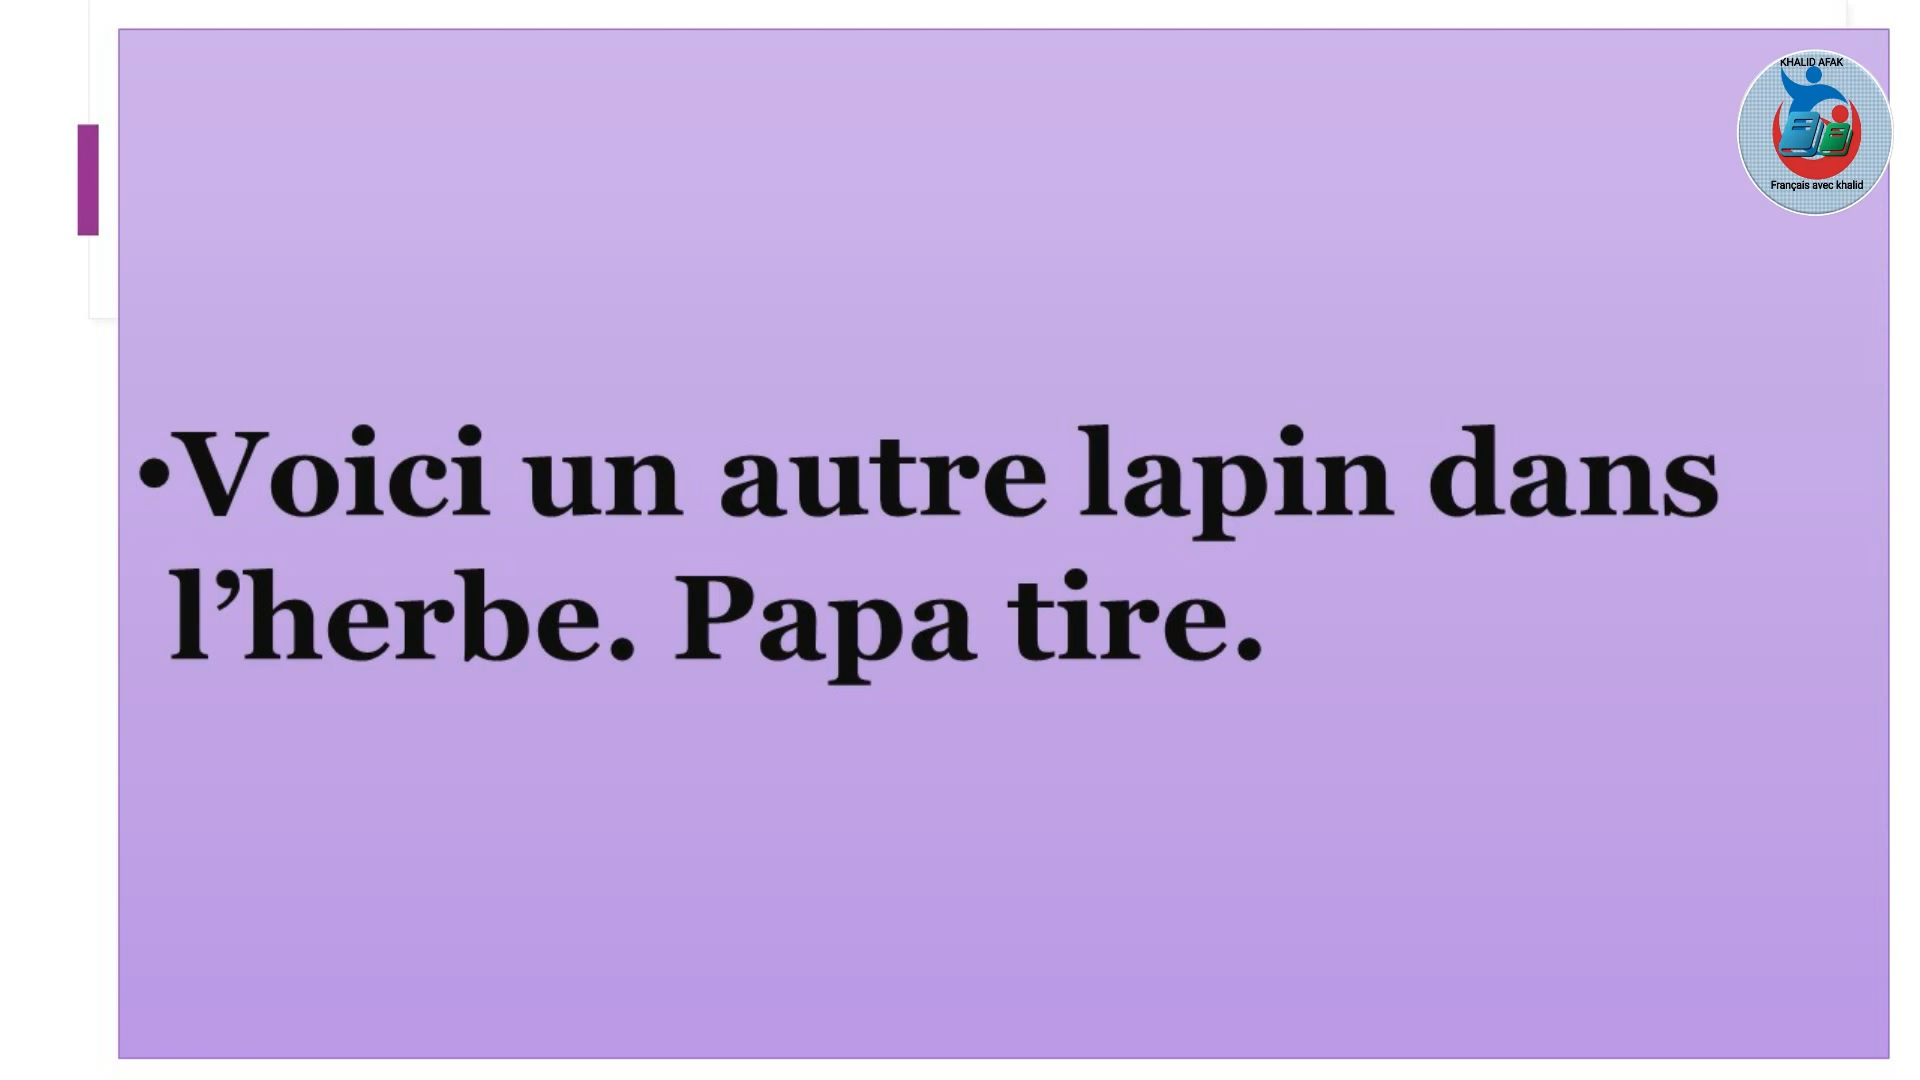 KHALID AFAK
Français avec khalid
•Voici un autre lapin dans
l’herbe. Papa tire.